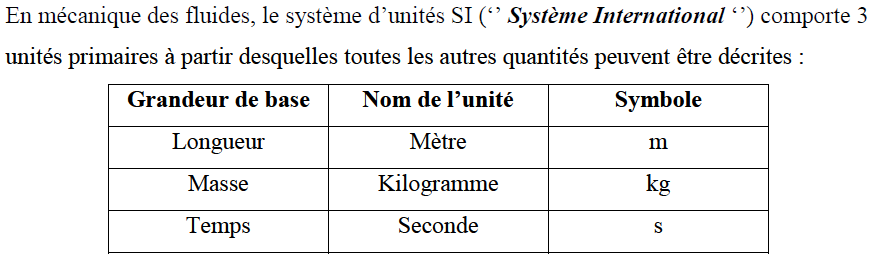 En mécanique des fluides, le système d’unités SI (‘’ Système International ‘’) comporte 3
unités primaires à partir desquelles toutes les autres quantités peuvent être décrites :
Grandeur de base Nom de l’unité Symbole
Longueur Mètre m
Masse Kilogramme kg
Temps Seconde s